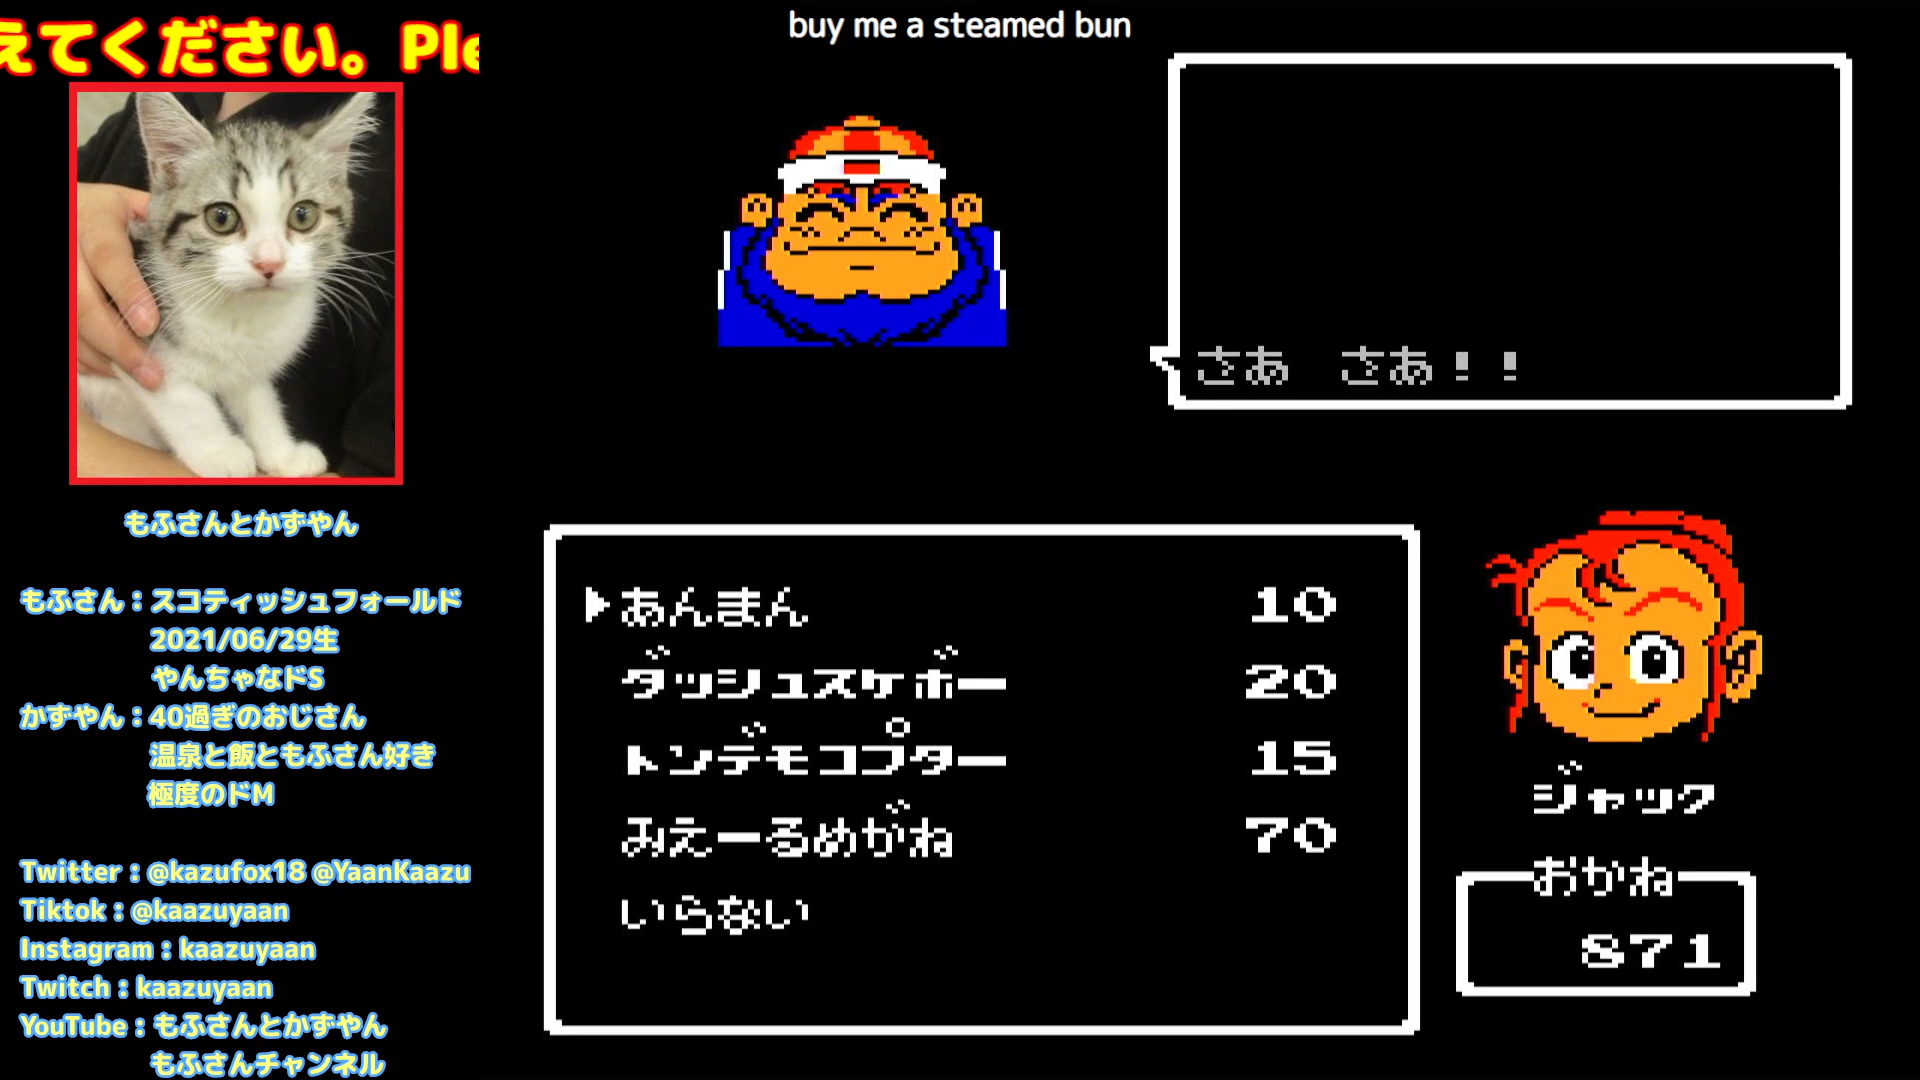 えてください。Ple
buy me a steamed bun
さあ さあ！！
もふさんとかずやん
もふさん：スコティッシュフォールド
2021/06/29生
やんちゃなドS
かずやん：40過ぎのおじさん
温泉と飯ともふさん好き
極度のドM
Twitter：@kazufox18 @YaanKaazu
Tiktok：@kaazuyaan
Instagram：kaazuyaan
Twitch：kaazuyaan
YouTube：もふさんとかずやん
もふさんチャンネル
▶あんまん 10
ダッシュスケボー 20
トンデモコプター 15
みえーるめがね 70
いらない
ジャック
おかね
871